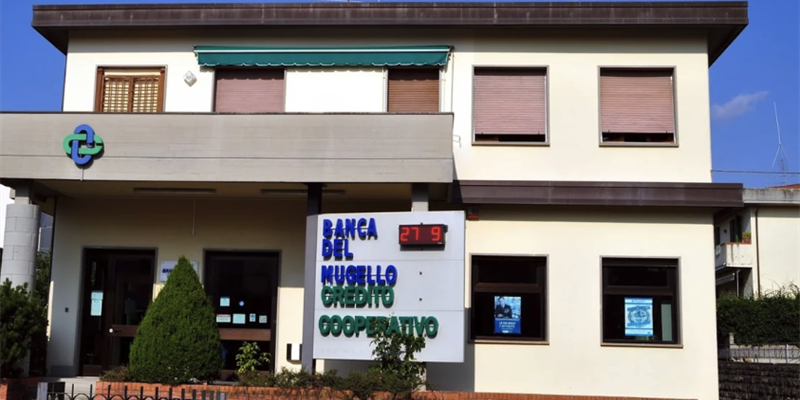 BANCA
DEL
MUGELLO
CREDITO
COOPERATIVO
27 9